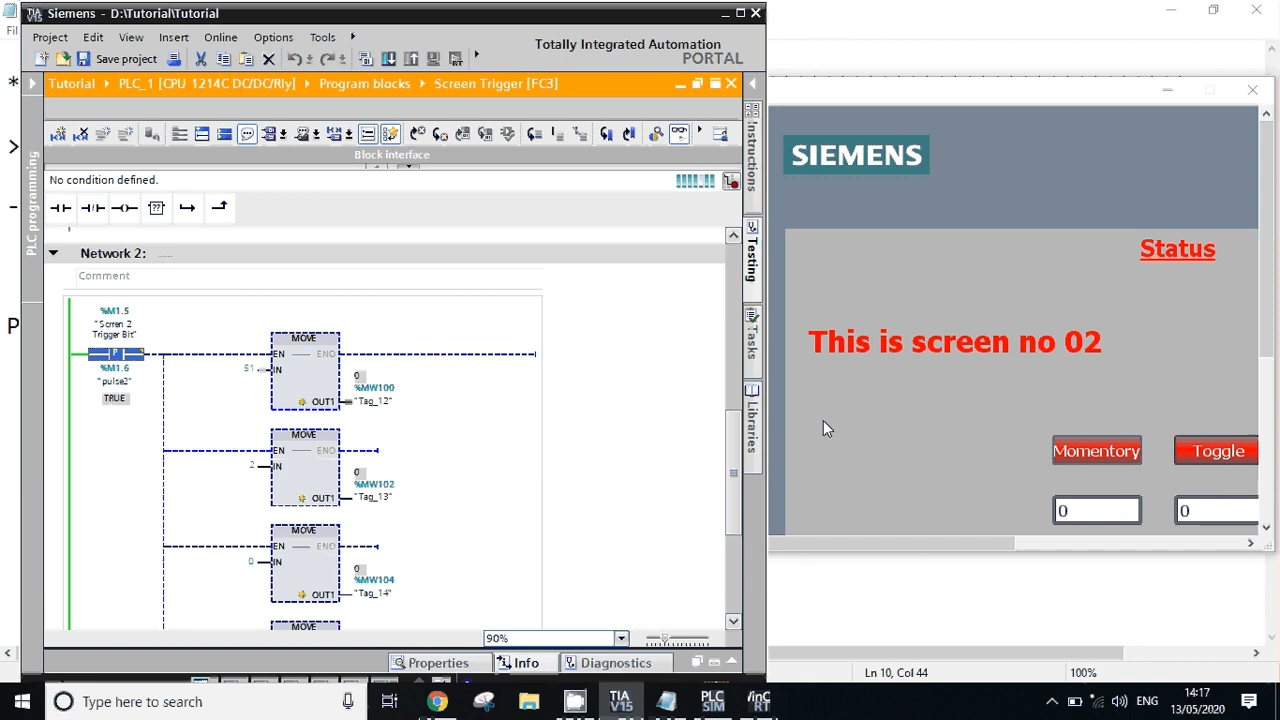 Siemens - D:\Tutorial\Tutorial
Project Edit View Insert Online Options Tools
Totally Integrated Automation
PORTAL
Save project
Tutorial PLC_1 [CPU 1214C DC/DC/Rly] Program blocks Screen Trigger [FC3]
Block interface
No condition defined.
Network 2: .....
Comment
%M1.5
"Scrren 2
Trigger Bit"
P
%M1.6
"pulse2"
TRUE
MOVE
EN ENO
51 IN
0
%MW100
OUT1 "Tag_12"
MOVE
EN ENO
2 IN
0
%MW102
OUT1 "Tag_13"
MOVE
EN ENO
0 IN
0
%MW104
OUT1 "Tag_14"
MOVE
90%
Properties Info Diagnostics
PLC programming
Instructions
Testing
Tasks
Libraries
SIEMENS
Status
This is screen no 02
Momentory Toggle
0 0
Ln 10, Col 44 100%
Type here to search
TIA V15
PLC SIM
WinC RT
ENG
14:17
13/05/2020